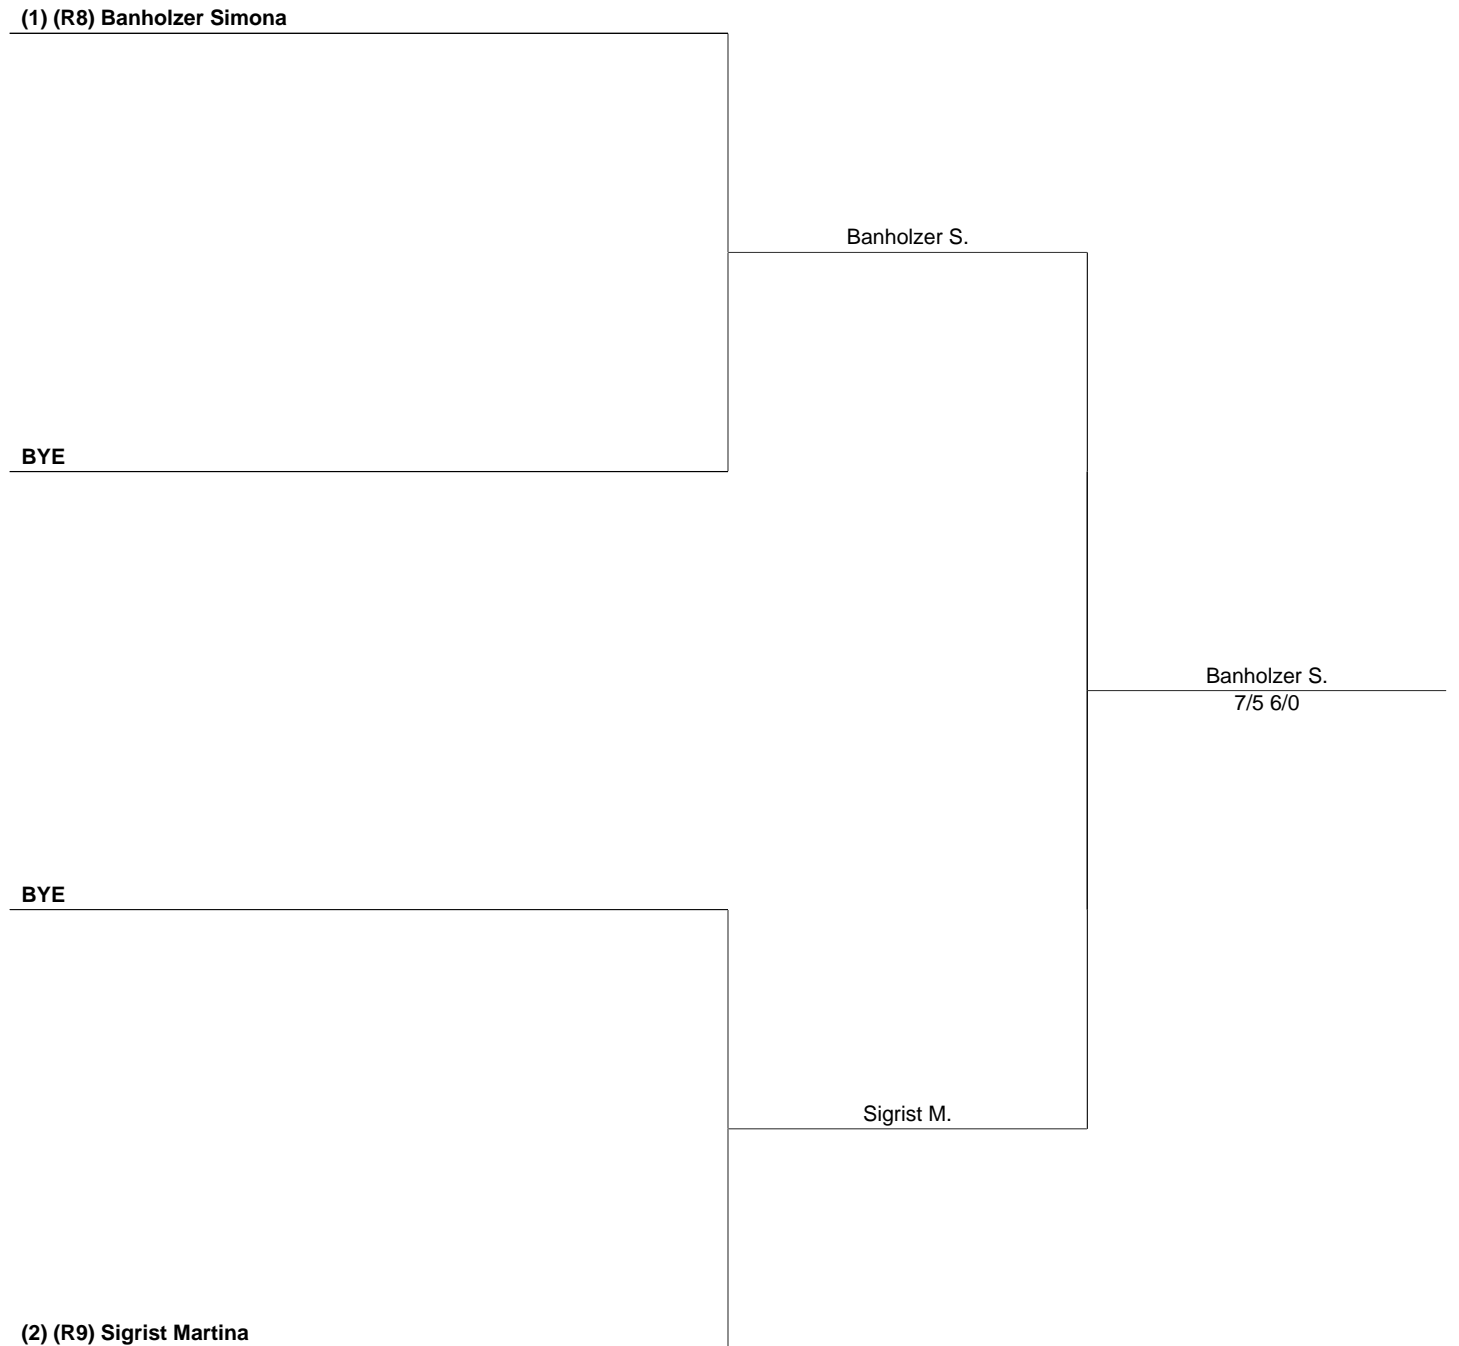 (1) (R8) Banholzer Simona
Banholzer S.
BYE
Banholzer S.
7/5 6/0
BYE
Sigrist M.
(2) (R9) Sigrist Martina